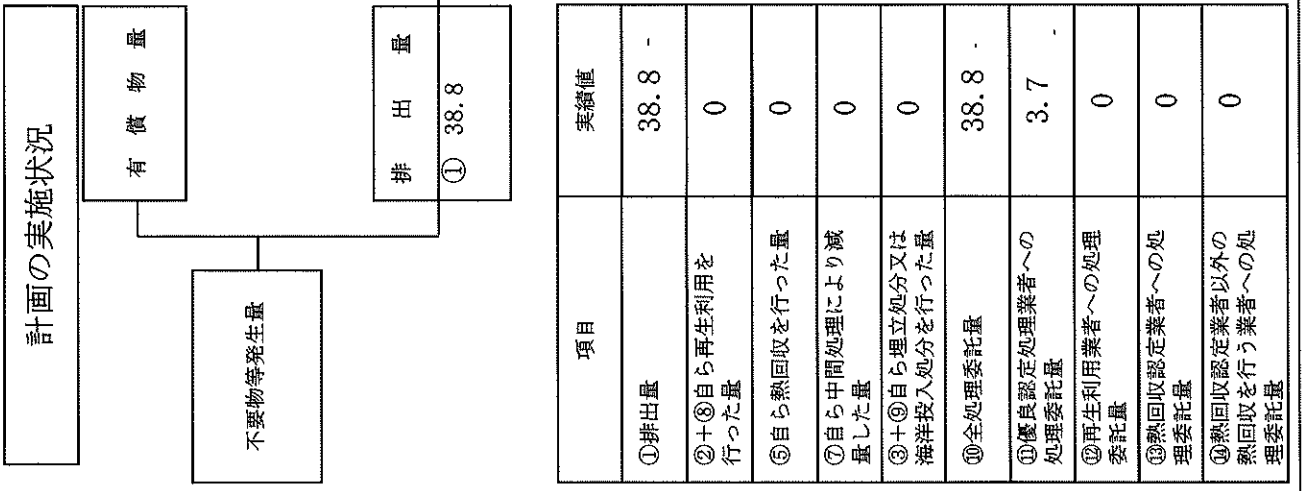 計画の実施状況
有償物量
不要物等発生量
排出量
① 38.8
項目 実績値
①排出量 38.8 -
②+⑧自ら再生利用を
行った量 0
⑤自ら熱回収を行った量 0
⑦自ら中間処理により減
量した量 0
③+⑨自ら埋立処分又は
海洋投入処分を行った量 0
⑩全処理委託量 38.8 -
⑪優良認定処理業者への
処理委託量 3.7 -
⑫再生利用業者への処理
委託量 0
⑬熱回収認定業者への処
理委託量 0
⑭熱回収認定業者以外の
熱回収を行う業者への処
理委託量 0